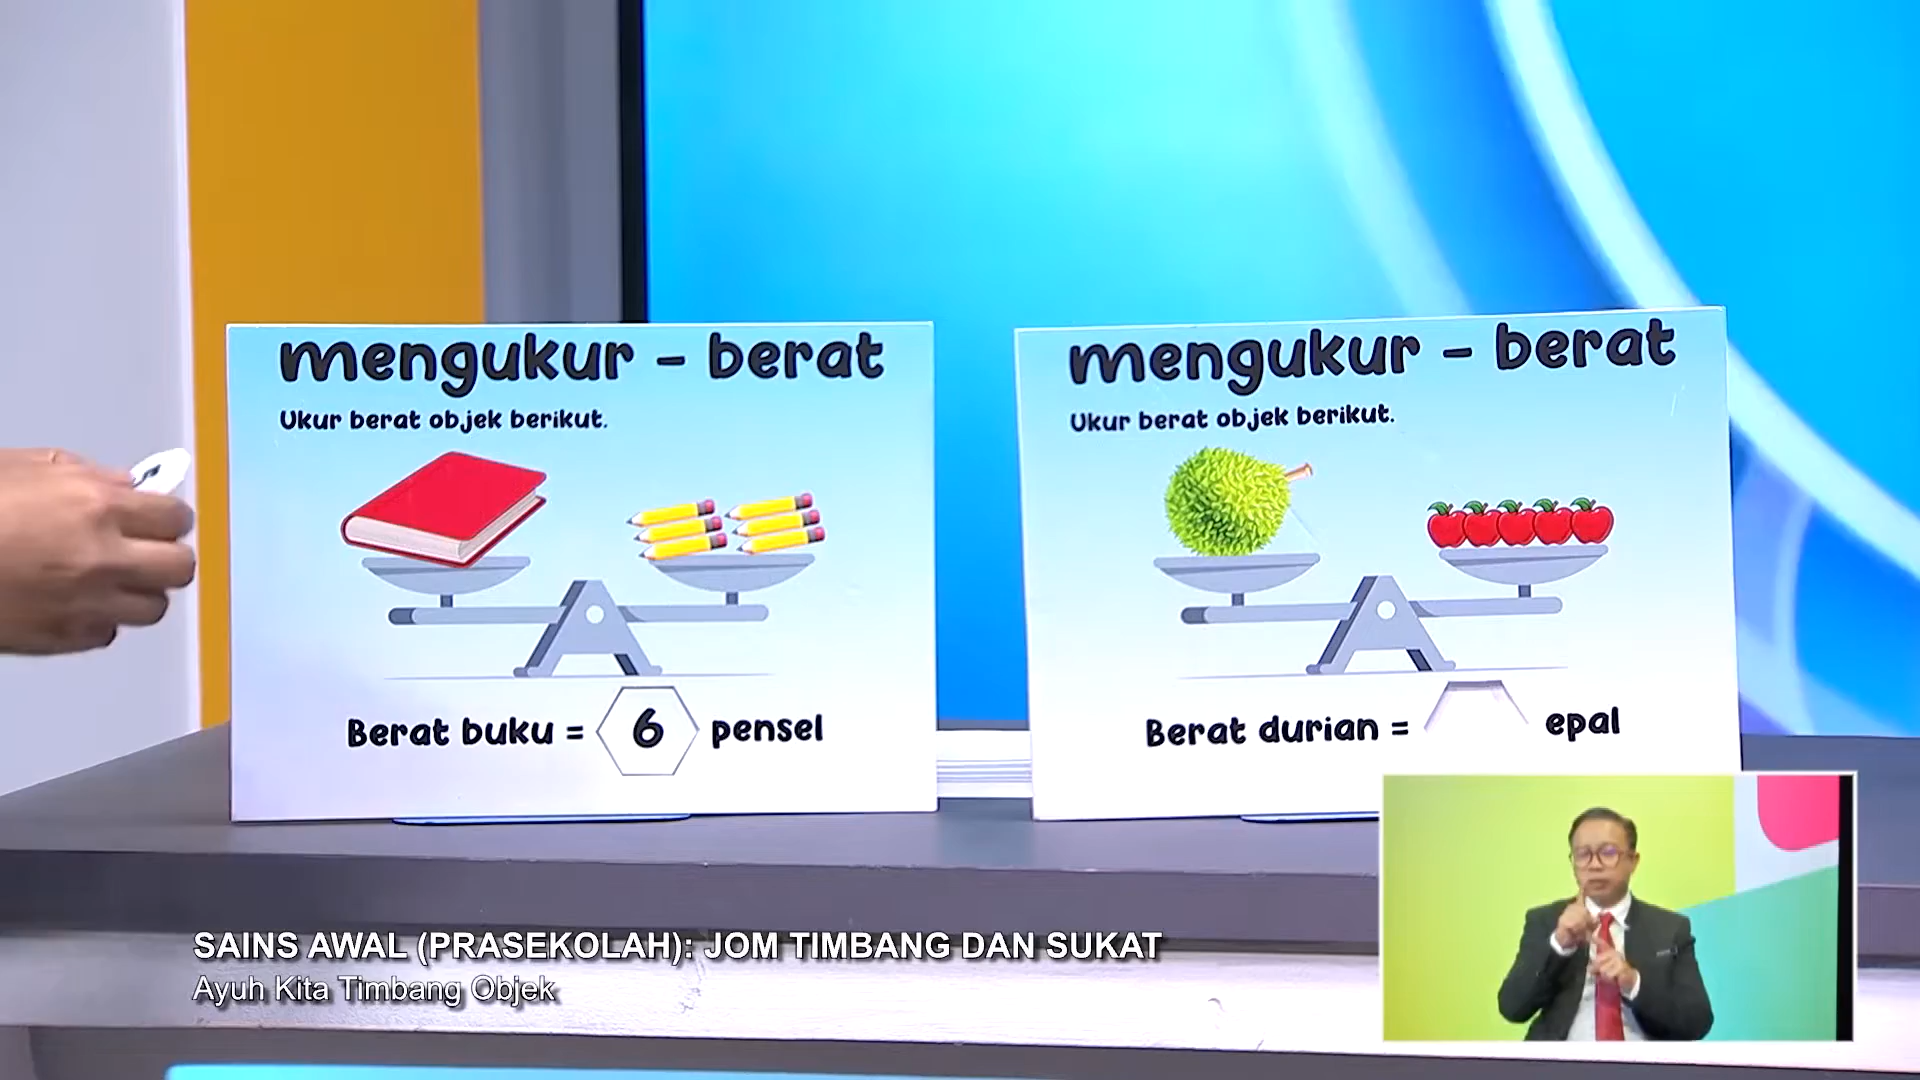 mengukur - berat
Ukur berat objek berikut.
Berat buku = 6 pensel
mengukur - berat
Ukur berat objek berikut.
Berat durian = epal
SAINS AWAL (PRASEKOLAH): JOM TIMBANG DAN SUKAT
Ayuh Kita Timbang Objek